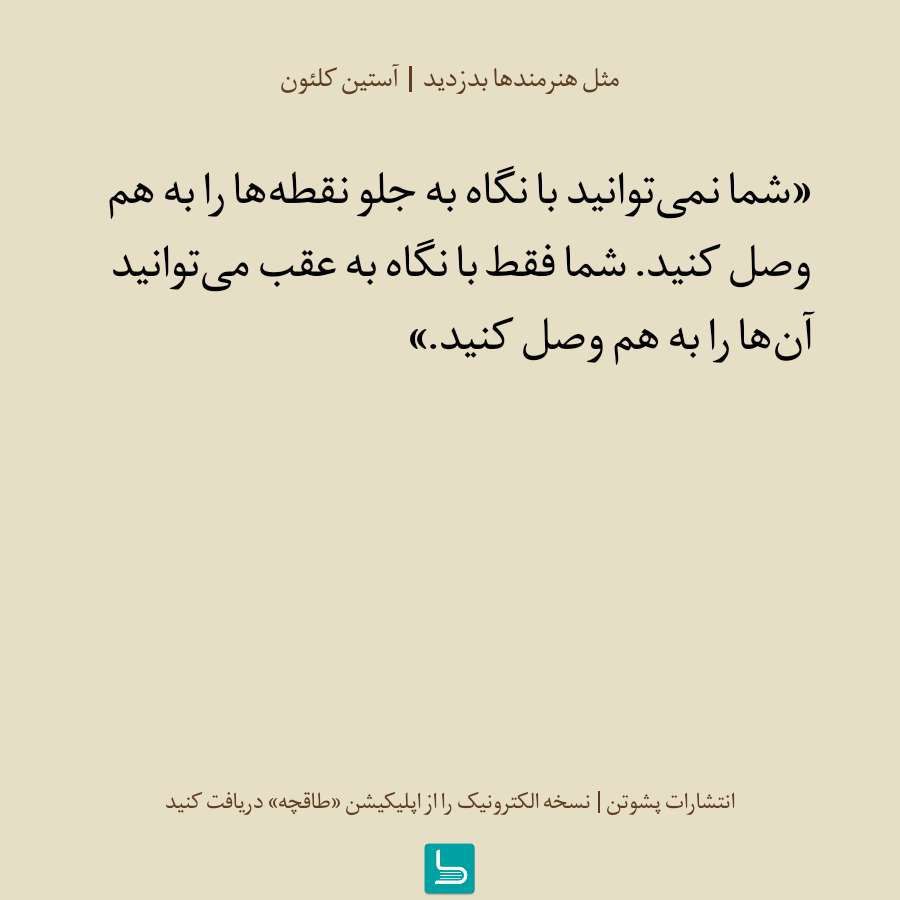 مثل هنرمندها بدزدید | آستین کلئون
«شما نمی‌توانید با نگاه به جلو نقطه‌ها را به هم
وصل کنید. شما فقط با نگاه به عقب می‌توانید
آن‌ها را به هم وصل کنید.»
انتشارات پشوتن | نسخه الکترونیک را از اپلیکیشن «طاقچه» دریافت کنید